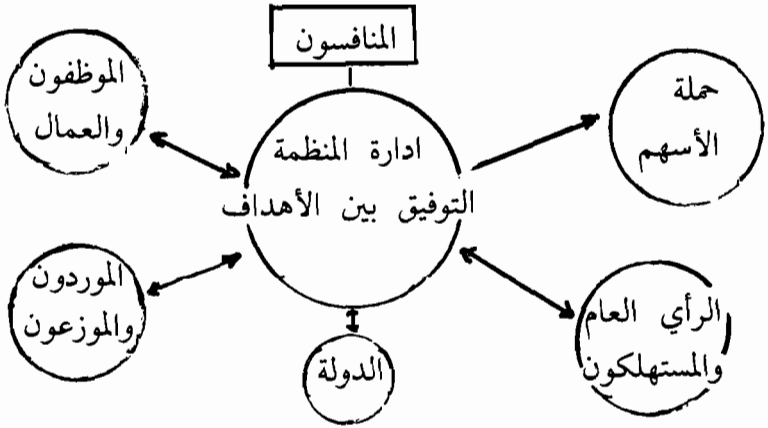 المنافسون
الموظفون
والعمال
حملة
الأسهم
ادارة المنظمة
التوفيق بين الأهداف
الموردون
والموزعون
الرأي العام
والمستهلكون
الدولة